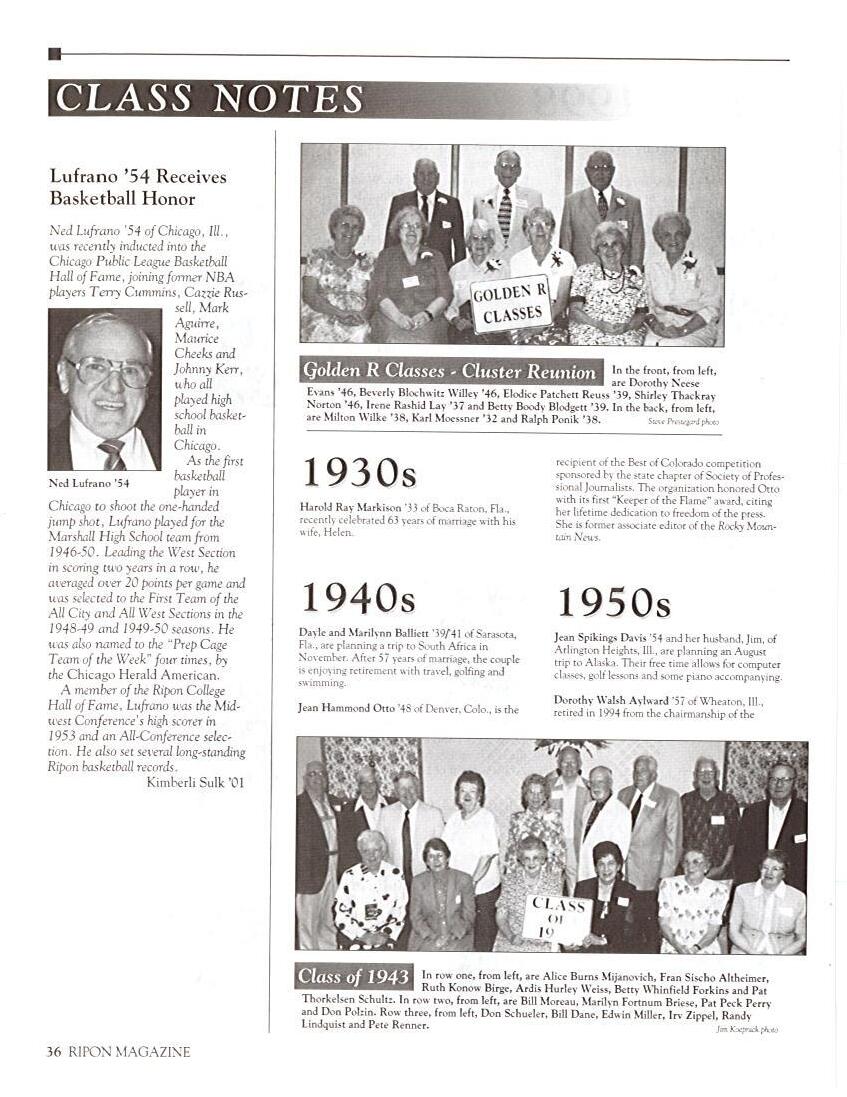 CLASS NOTES
Lufrano ’54 Receives
Basketball Honor
Ned Lufrano ’54 of Chicago, Ill.,
was recently inducted into the
Chicago Public League Basketball
Hall of Fame, joining former NBA
players Terry Cummins, Cazzie Rus-
sell, Mark
Aguirre,
Maurice
Cheeks and
Johnny Kerr,
who all
played high
school basket-
ball in
Chicago.
As the first
basketball
player in
Ned Lufrano ’54
Chicago to shoot the one-handed
jump shot, Lufrano played for the
Marshall High School team from
1946-50. Leading the West Section
in scoring two years in a row, he
averaged over 20 points per game and
was selected to the First Team of the
All City and All West Sections in the
1948-49 and 1949-50 seasons. He
was also named to the “Prep Cage
Team of the Week” four times, by
the Chicago Herald American.
A member of the Ripon College
Hall of Fame, Lufrano was the Mid-
west Conference’s high scorer in
1953 and an All-Conference selec-
tion. He also set several long-standing
Ripon basketball records.
Kimberli Sulk ’01
GOLDEN R
CLASSES
Golden R Classes - Cluster Reunion In the front, from left,
are Dorothy Neese
Evans ’46, Beverly Blochwitz Willey ’46, Elodice Patchett Reuss ’39, Shirley Thackray
Norton ’46, Irene Rashid Lay ’37 and Betty Boody Blodgett ’39. In the back, from left,
are Milton Wilke ’38, Karl Moessner ’32 and Ralph Ponik ’38.
Steve Prestegard photo
1930s
Harold Ray Markison ’33 of Boca Raton, Fla.,
recently celebrated 63 years of marriage with his
wife, Helen.
1940s
Dayle and Marilynn Balliett ’39/’41 of Sarasota,
Fla., are planning a trip to South Africa in
November. After 57 years of marriage, the couple
is enjoying retirement with travel, golfing and
swimming.
Jean Hammond Otto ’48 of Denver, Colo., is the
recipient of the Best of Colorado competition
sponsored by the state chapter of Society of Profes-
sional Journalists. The organization honored Otto
with its first “Keeper of the Flame” award, citing
her lifetime dedication to freedom of the press.
She is former associate editor of the Rocky Moun-
tain News.
1950s
Jean Spikings Davis ’54 and her husband, Jim, of
Arlington Heights, Ill., are planning an August
trip to Alaska. Their free time allows for computer
classes, golf lessons and some piano accompanying.
Dorothy Walsh Aylward ’57 of Wheaton, Ill.,
retired in 1994 from the chairmanship of the
CLASS
OF
19
Class of 1943 In row one, from left, are Alice Burns Mijanovich, Fran Sischo Altheimer,
Ruth Konow Birge, Ardis Hurley Weiss, Betty Whinfield Forkins and Pat
Thorkelsen Schultz. In row two, from left, are Bill Moreau, Marilyn Fortnum Briese, Pat Peck Perry
and Don Polzin. Row three, from left, Don Schueler, Bill Dane, Edwin Miller, Irv Zippel, Randy
Lindquist and Pete Renner.
Jim Koepnick photo
36 RIPON MAGAZINE